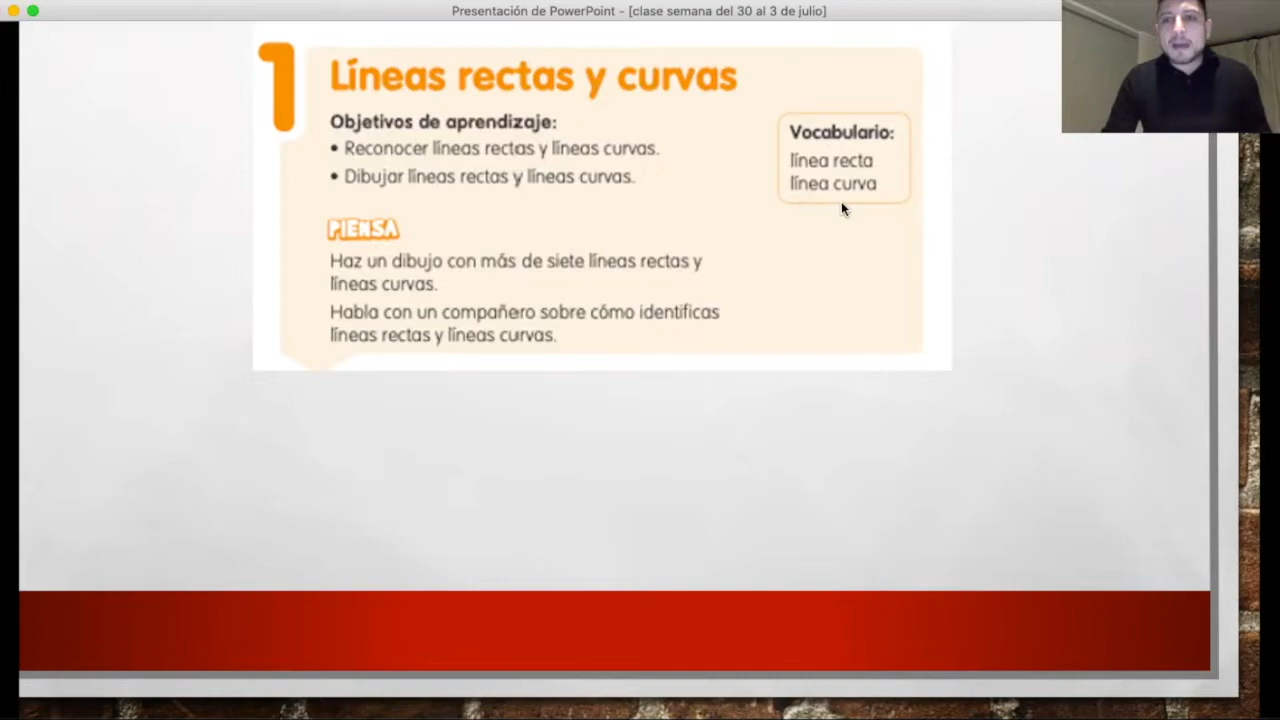 Presentación de PowerPoint - [clase semana del 30 al 3 de julio]
1
Líneas rectas y curvas
Objetivos de aprendizaje:
• Reconocer líneas rectas y líneas curvas.
• Dibujar líneas rectas y líneas curvas.
Vocabulario:
línea recta
línea curva
PIENSA
Haz un dibujo con más de siete líneas rectas y
líneas curvas.
Habla con un compañero sobre cómo identificas
líneas rectas y líneas curvas.